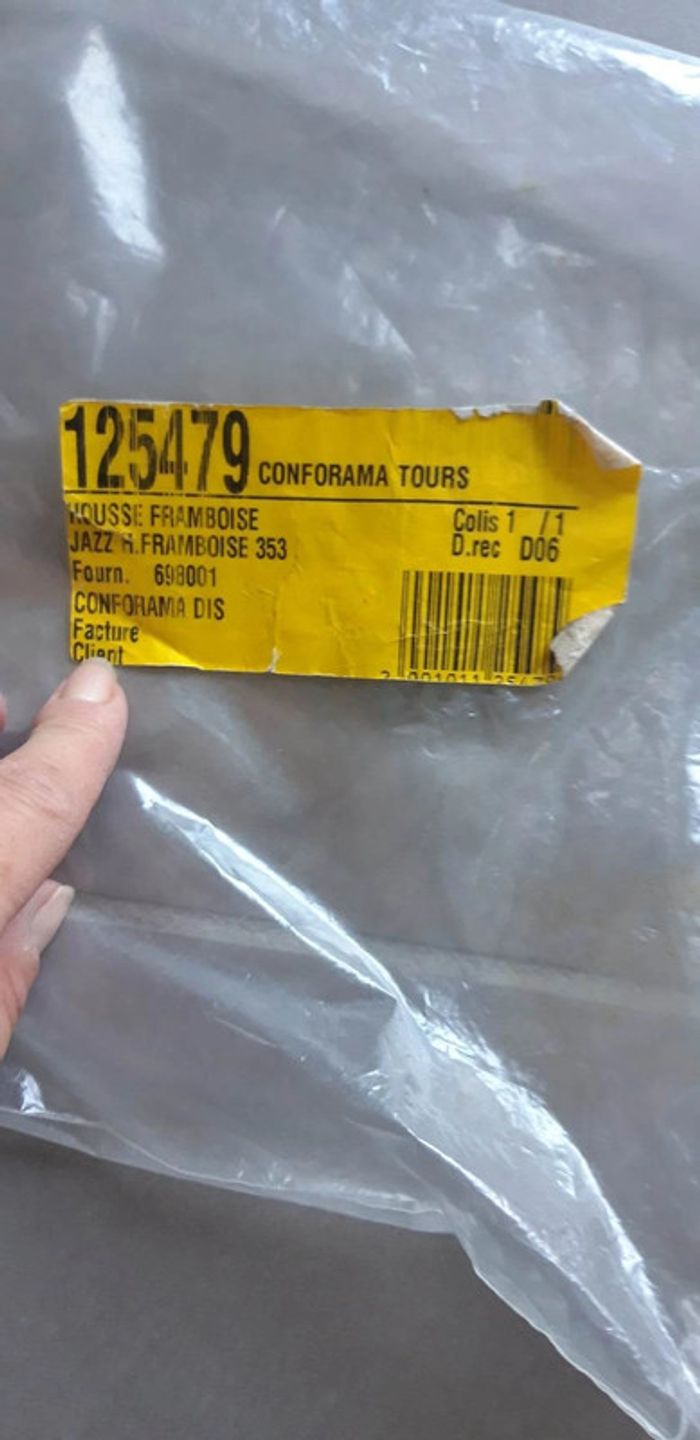 125479 CONFORAMA TOURS
HOUSSE FRAMBOISE Colis 1 /1
JAZZ H.FRAMBOISE 353 D.rec D06
Fourn. 698001
CONFORAMA DIS
Facture
Client